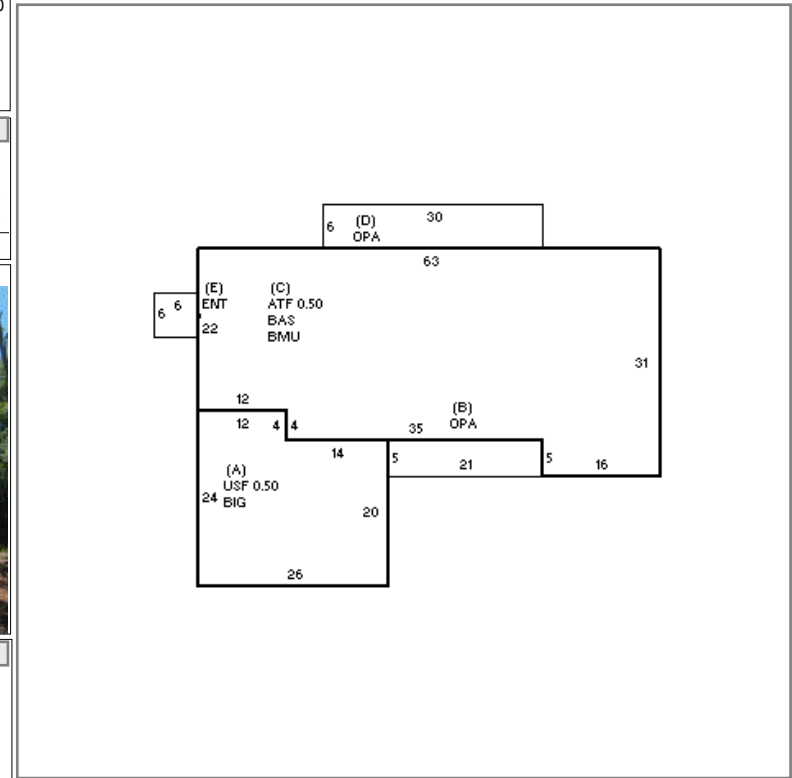 (D) 30
6
OPA
63
(E) (C)
6 ENT ATF 0.50
6 BAS
22 BMU
31
12 (B)
12 4 4 35 OPA
14 5 21 5 16
(A)
USF 0.50
24 BIG
20
26